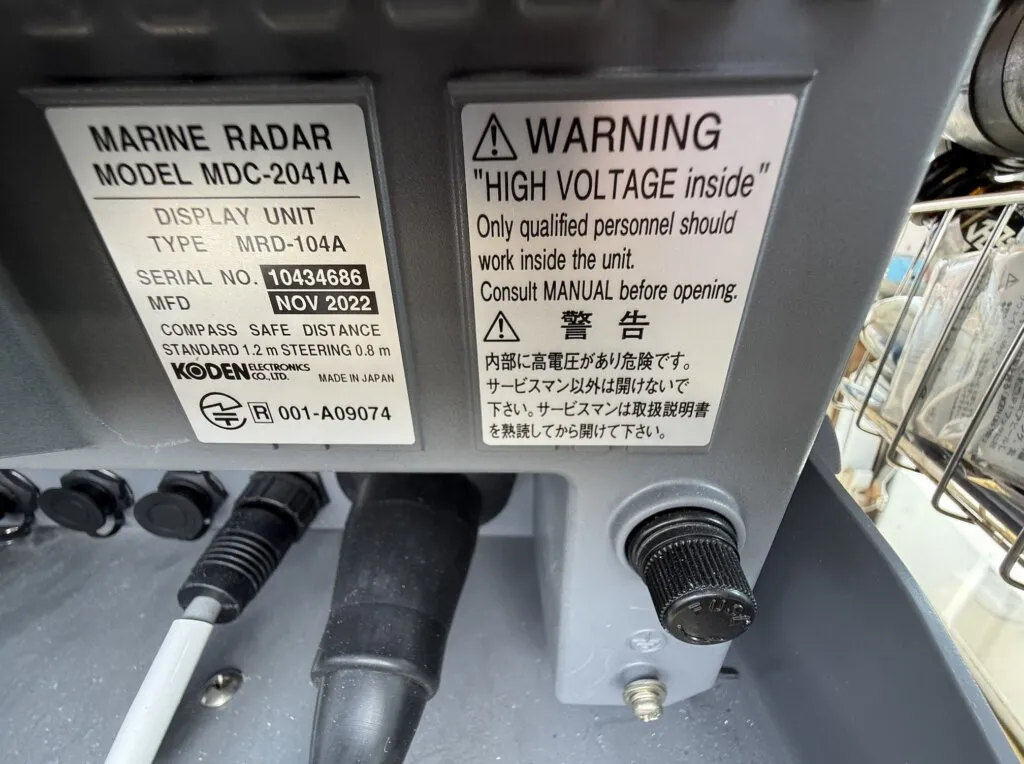 MARINE RADAR
MODEL MDC-2041A
DISPLAY UNIT
TYPE MRD-104A
SERIAL NO. 10434686
MFD NOV 2022
COMPASS SAFE DISTANCE
STANDARD 1.2 m STEERING 0.8 m
KODEN ELECTRONICS CO., LTD. MADE IN JAPAN
R 001-A09074
WARNING
"HIGH VOLTAGE inside"
Only qualified personnel should
work inside the unit.
Consult MANUAL before opening.
警 告
内部に高電圧があり危険です。
サービスマン以外は開けないで
下さい。サービスマンは取扱説明書
を熟読してから開けて下さい。